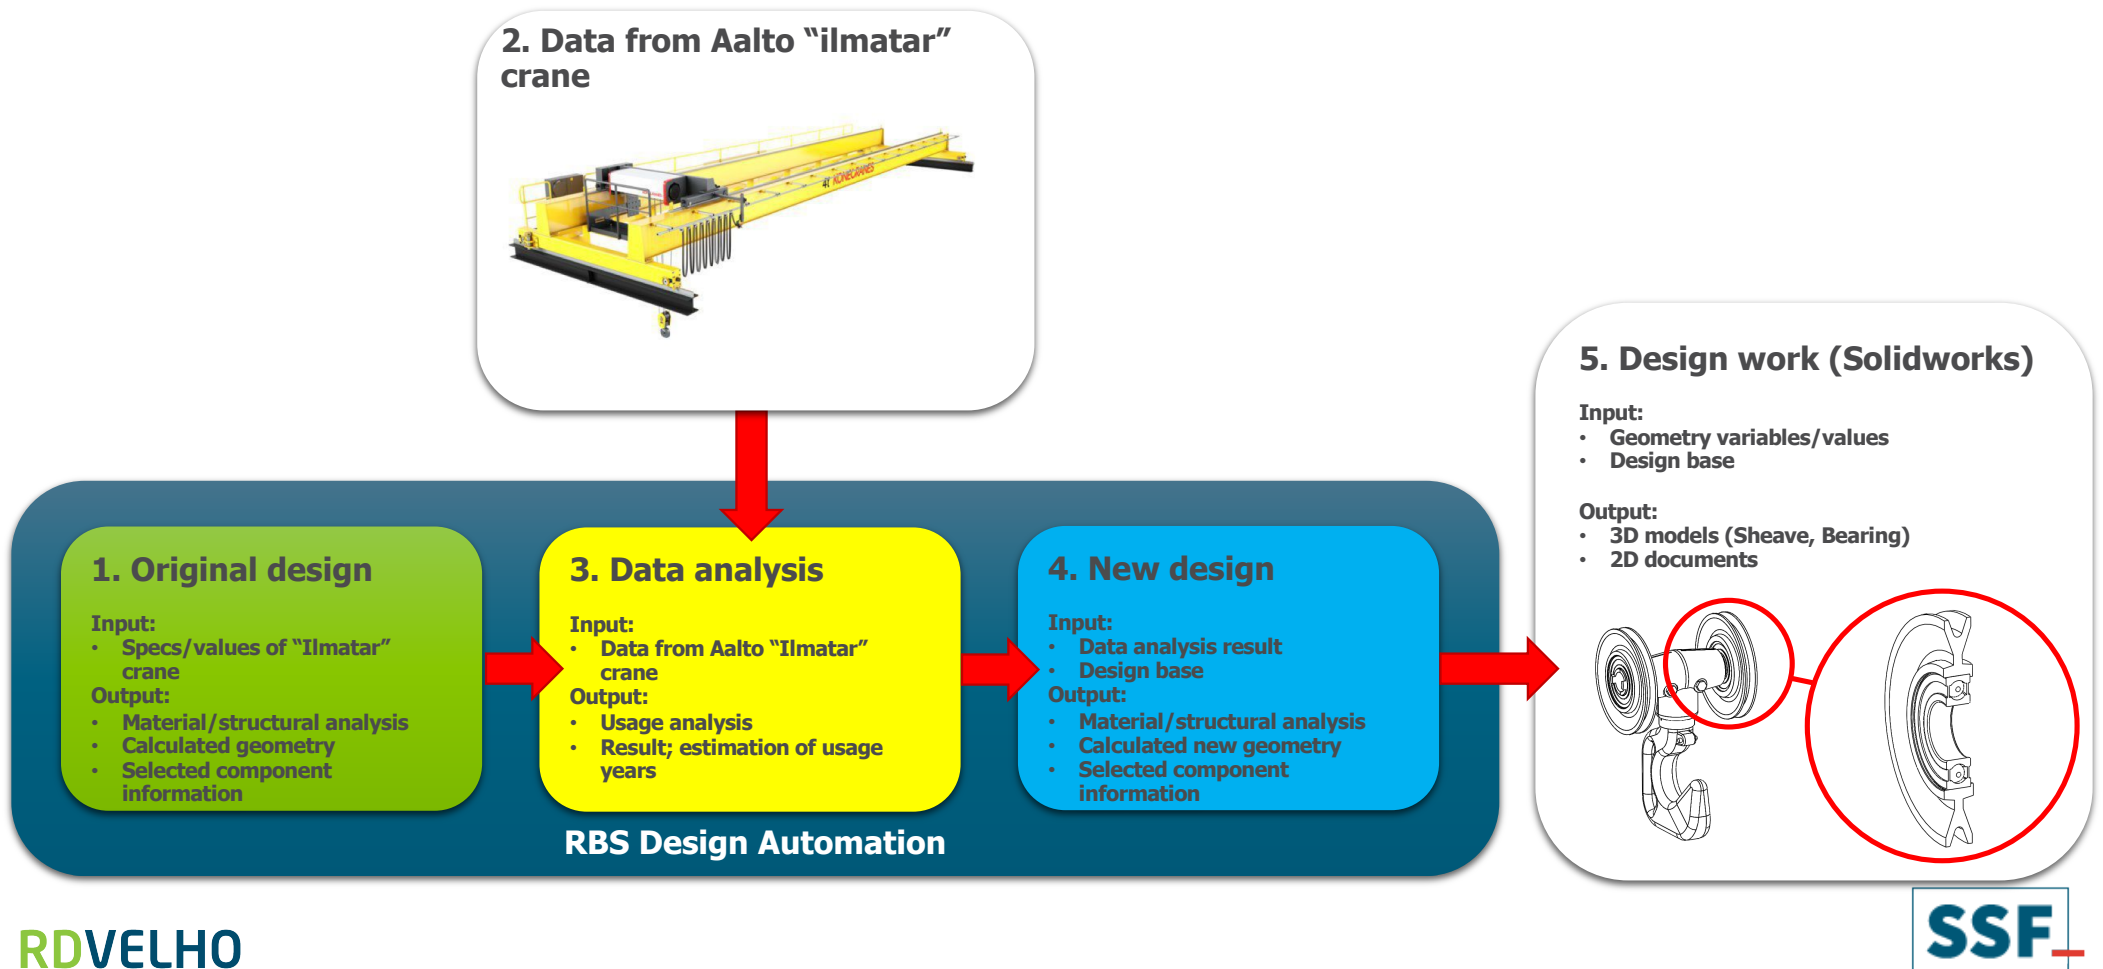 2. Data from Aalto “ilmatar”
crane
KONECRANES
1. Original design
Input:
• Specs/values of “Ilmatar”
crane
Output:
• Material/structural analysis
• Calculated geometry
• Selected component
information
3. Data analysis
Input:
• Data from Aalto “Ilmatar”
crane
Output:
• Usage analysis
• Result; estimation of usage
years
4. New design
Input:
• Data analysis result
• Design base
Output:
• Material/structural analysis
• Calculated new geometry
• Selected component
information
RBS Design Automation
5. Design work (Solidworks)
Input:
• Geometry variables/values
• Design base
Output:
• 3D models (Sheave, Bearing)
• 2D documents
RDVELHO
SSF_